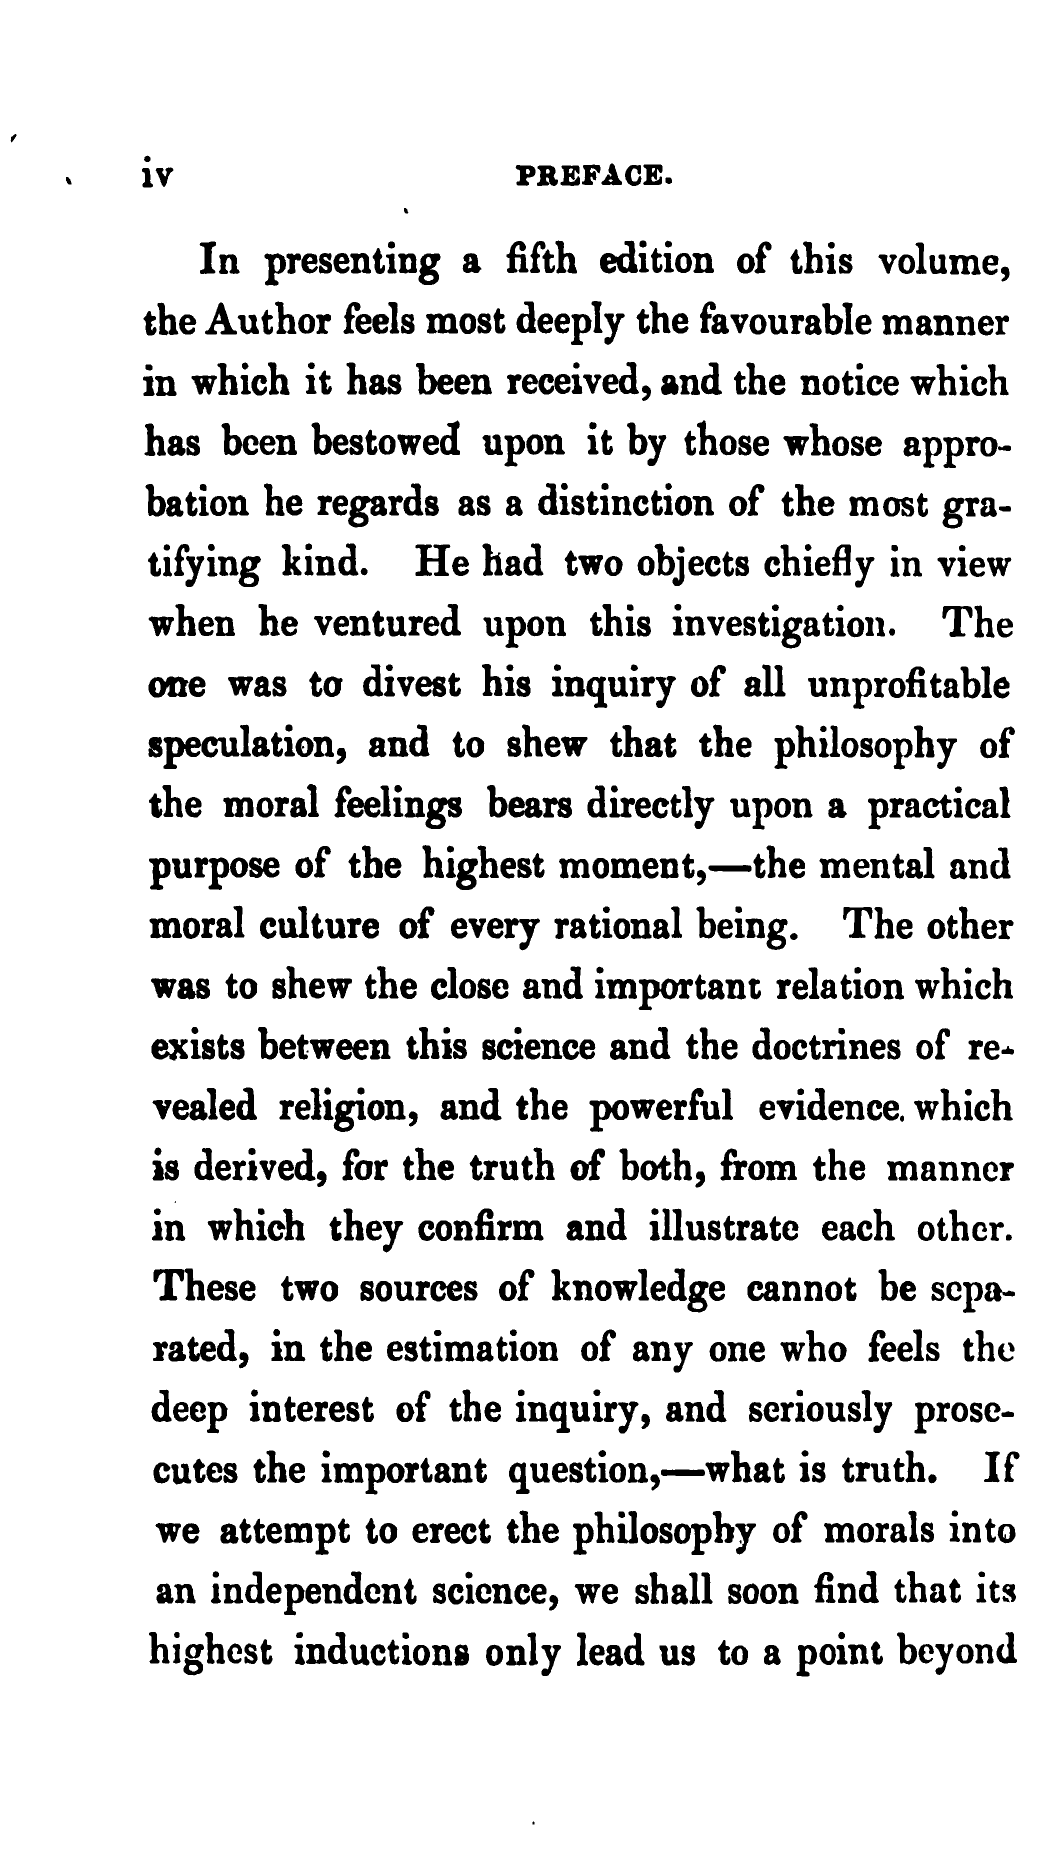 iv PREFACE.
In presenting a fifth edition of this volume,
the Author feels most deeply the favourable manner
in which it has been received, and the notice which
has been bestowed upon it by those whose appro-
bation he regards as a distinction of the most gra-
tifying kind. He had two objects chiefly in view
when he ventured upon this investigation. The
one was to divest his inquiry of all unprofitable
speculation, and to shew that the philosophy of
the moral feelings bears directly upon a practical
purpose of the highest moment,—the mental and
moral culture of every rational being. The other
was to shew the close and important relation which
exists between this science and the doctrines of re-
vealed religion, and the powerful evidence. which
is derived, for the truth of both, from the manner
in which they confirm and illustrate each other.
These two sources of knowledge cannot be sepa-
rated, in the estimation of any one who feels the
deep interest of the inquiry, and seriously prose-
cutes the important question,—what is truth. If
we attempt to erect the philosophy of morals into
an independent science, we shall soon find that its
highest inductions only lead us to a point beyond